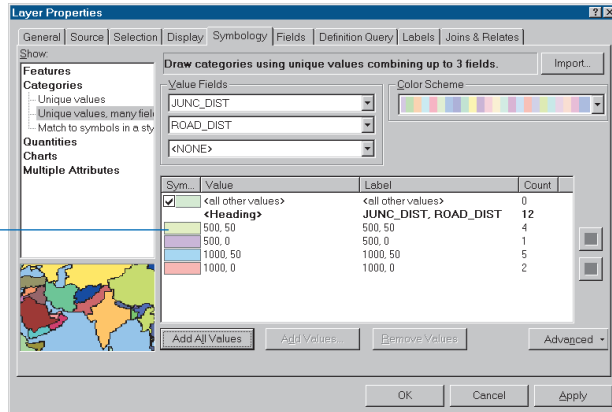 Layer Properties
General Source Selection Display Symbology Fields Definition Query Labels Joins & Relates
Show:
Features
Categories
Unique values
Unique values, many fiel
Match to symbols in a sty
Quantities
Charts
Multiple Attributes
Draw categories using unique values combining up to 3 fields.
Import...
Value Fields
JUNC_DIST
ROAD_DIST
<NONE>
Color Scheme
Sym... Value Label Count
<all other values> <all other values> 0
<Heading> JUNC_DIST, ROAD_DIST 12
500, 50 500, 50 4
500, 0 500, 0 1
1000, 50 1000, 50 5
1000, 0 1000, 0 2
Add All Values Add Values... Remove Values Advanced
OK Cancel Apply